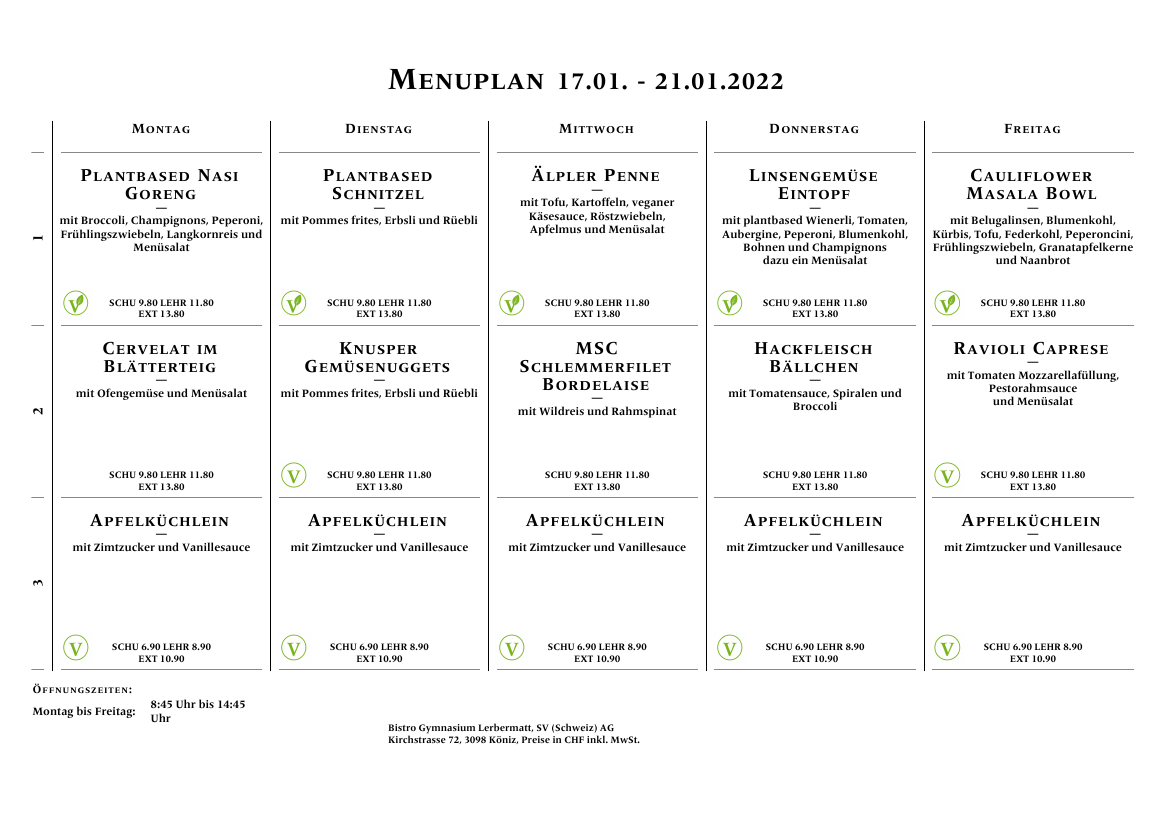 MENUPLAN 17.01. - 21.01.2022
MONTAG
DIENSTAG
MITTWOCH
DONNERSTAG
FREITAG
1
PLANTBASED NASI
GORENG
—
mit Broccoli, Champignons, Peperoni,
Frühlingszwiebeln, Langkornreis und
Menüsalat
V
SCHU 9.80 LEHR 11.80
EXT 13.80
PLANTBASED
SCHNITZEL
—
mit Pommes frites, Erbsli und Rüebli
V
SCHU 9.80 LEHR 11.80
EXT 13.80
ÄLPLER PENNE
—
mit Tofu, Kartoffeln, veganer
Käsesauce, Röstzwiebeln,
Apfelmus und Menüsalat
V
SCHU 9.80 LEHR 11.80
EXT 13.80
LINSENGEMÜSE
EINTOPF
—
mit plantbased Wienerli, Tomaten,
Aubergine, Peperoni, Blumenkohl,
Bohnen und Champignons
dazu ein Menüsalat
V
SCHU 9.80 LEHR 11.80
EXT 13.80
CAULIFLOWER
MASALA BOWL
—
mit Belugalinsen, Blumenkohl,
Kürbis, Tofu, Federkohl, Peperoncini,
Frühlingszwiebeln, Granatapfelkerne
und Naanbrot
V
SCHU 9.80 LEHR 11.80
EXT 13.80
2
CERVELAT IM
BLÄTTERTEIG
—
mit Ofengemüse und Menüsalat
SCHU 9.80 LEHR 11.80
EXT 13.80
KNUSPER
GEMÜSENUGGETS
—
mit Pommes frites, Erbsli und Rüebli
V
SCHU 9.80 LEHR 11.80
EXT 13.80
MSC
SCHLEMMERFILET
BORDELAISE
—
mit Wildreis und Rahmspinat
SCHU 9.80 LEHR 11.80
EXT 13.80
HACKFLEISCH
BÄLLCHEN
—
mit Tomatensauce, Spiralen und
Broccoli
SCHU 9.80 LEHR 11.80
EXT 13.80
RAVIOLI CAPRESE
—
mit Tomaten Mozzarellafüllung,
Pestorahmsauce
und Menüsalat
V
SCHU 9.80 LEHR 11.80
EXT 13.80
3
APFELKÜCHLEIN
—
mit Zimtzucker und Vanillesauce
V
SCHU 6.90 LEHR 8.90
EXT 10.90
APFELKÜCHLEIN
—
mit Zimtzucker und Vanillesauce
V
SCHU 6.90 LEHR 8.90
EXT 10.90
APFELKÜCHLEIN
—
mit Zimtzucker und Vanillesauce
V
SCHU 6.90 LEHR 8.90
EXT 10.90
APFELKÜCHLEIN
—
mit Zimtzucker und Vanillesauce
V
SCHU 6.90 LEHR 8.90
EXT 10.90
APFELKÜCHLEIN
—
mit Zimtzucker und Vanillesauce
V
SCHU 6.90 LEHR 8.90
EXT 10.90
ÖFFNUNGSZEITEN:
Montag bis Freitag: 8:45 Uhr bis 14:45
Uhr
Bistro Gymnasium Lerbermatt, SV (Schweiz) AG
Kirchstrasse 72, 3098 Köniz, Preise in CHF inkl. MwSt.